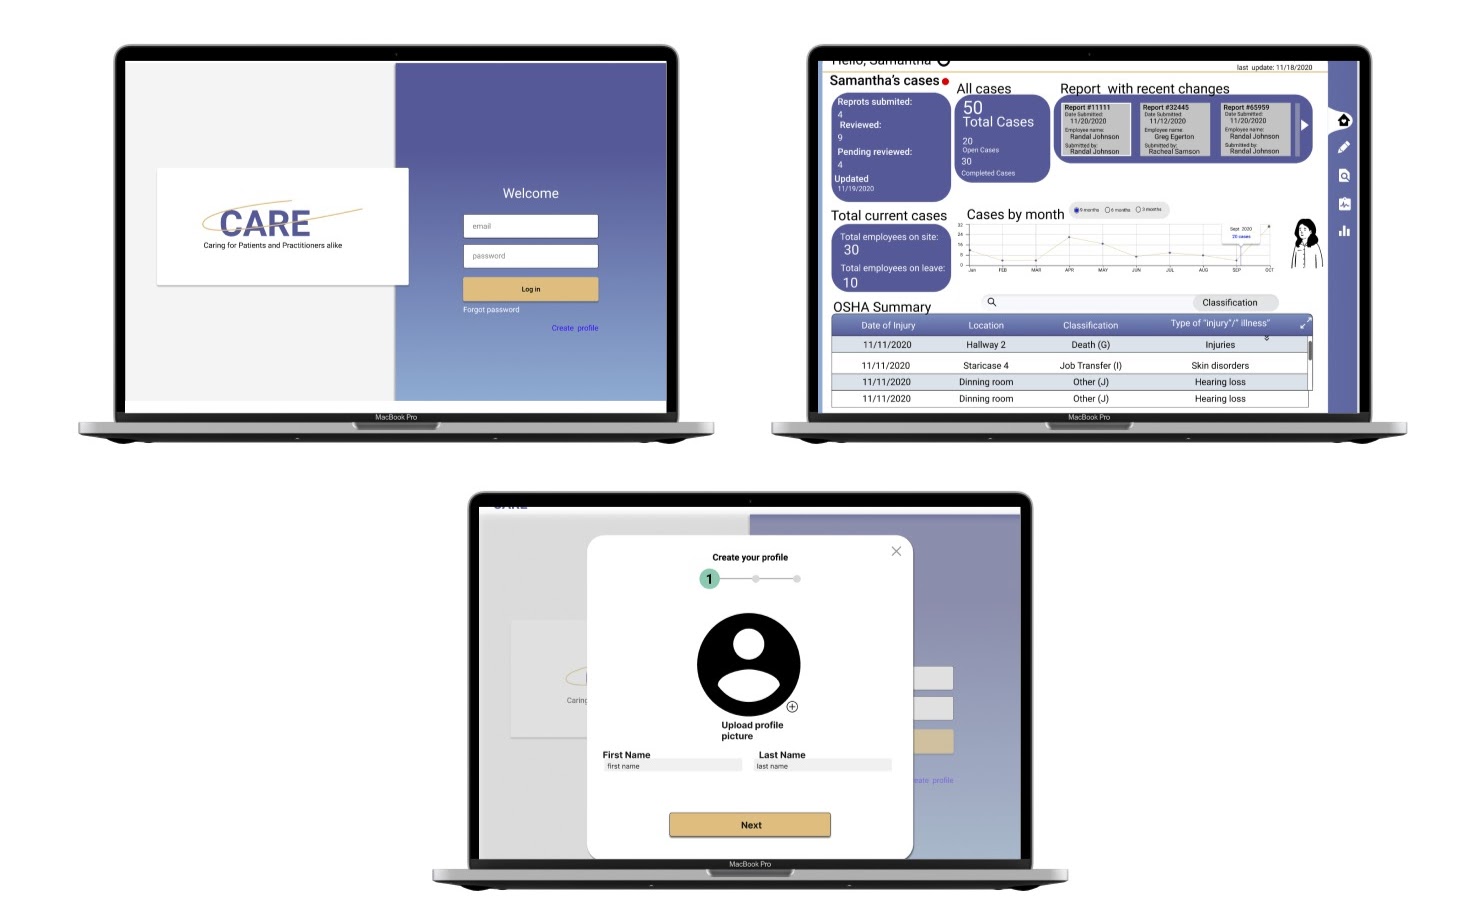 Welcome
email
password
Log in
Forgot password
Create profile
CARE
Caring for Patients and Practitioners alike
MacBook Pro
Hello, Samantha
last update: 11/18/2020
Samantha's cases
Reprots submited:
4
Reviewed:
9
Pending reviewed:
4
Updated
11/19/2020
All cases
50
Total Cases
20
Open Cases
30
Completed Cases
Report with recent changes
Report #11111
Date Submitted:
11/20/2020
Employee name:
Randal Johnson
Submitted by:
Randal Johnson
Report #32445
Date Submitted:
11/12/2020
Employee name:
Greg Egerton
Submitted by:
Racheal Samson
Report #65959
Date Submitted:
11/20/2020
Employee name:
Randal Johnson
Submitted by:
Randal Johnson
Total current cases
Total employees on site:
30
Total employees on leave:
10
Cases by month
9 months 6 months 3 months
32
24
16
8
4
Sept 2020
20 cases
Jan FEB MAR APR MAY JUN JUL AUG SEP OCT
OSHA Summary
Classification
Date of Injury Location Classification Type of "injury"/" illness"
11/11/2020 Hallway 2 Death (G) Injuries
11/11/2020 Staricase 4 Job Transfer (I) Skin disorders
11/11/2020 Dinning room Other (J) Hearing loss
11/11/2020 Dinning room Other (J) Hearing loss
MacBook Pro
CARE
Create your profile
1
Upload profile
picture
First Name Last Name
first name last name
Next
Caring
eate profile
MacBook Pro